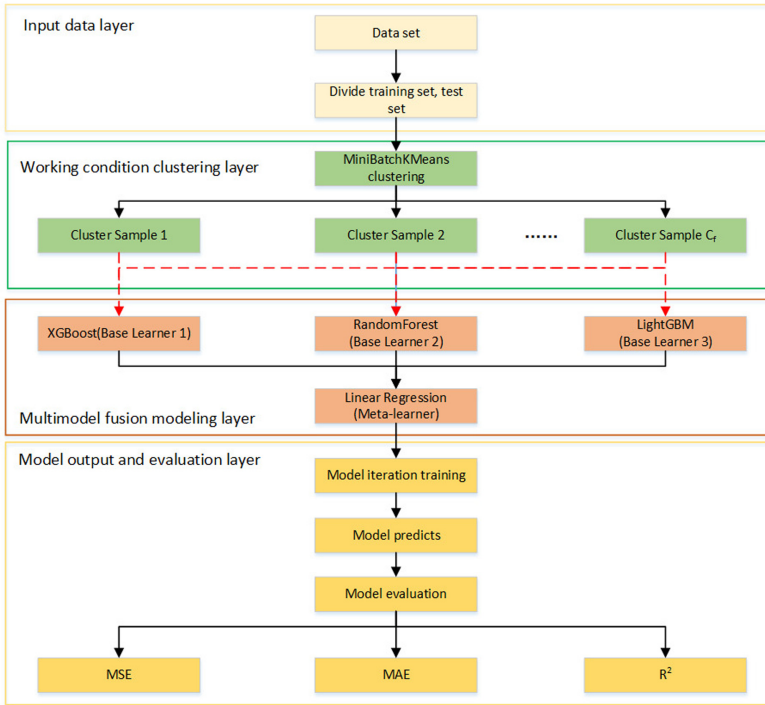 Input data layer
Data set
Divide training set, test
set
Working condition clustering layer
MiniBatchKMeans
clustering
Cluster Sample 1
Cluster Sample 2
......
Cluster Sample Cf
XGBoost(Base Learner 1)
RandomForest
(Base Learner 2)
LightGBM
(Base Learner 3)
Linear Regression
(Meta-learner)
Multimodel fusion modeling layer
Model output and evaluation layer
Model iteration training
Model predicts
Model evaluation
MSE
MAE
R²